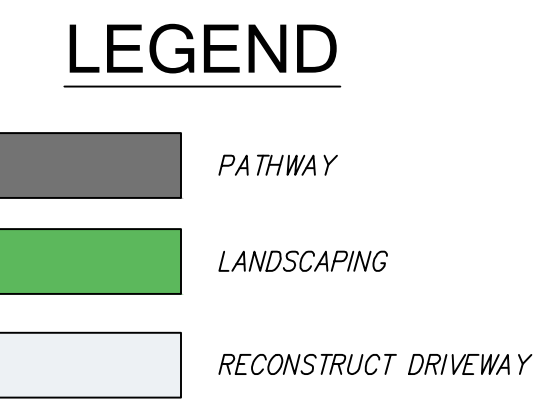 LEGEND
PATHWAY
LANDSCAPING
RECONSTRUCT DRIVEWAY